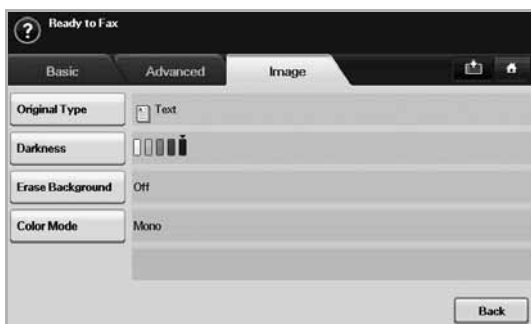 Ready to Fax
Basic Advanced Image
Original Type Text
Darkness
Erase Background Off
Color Mode Mono
Back